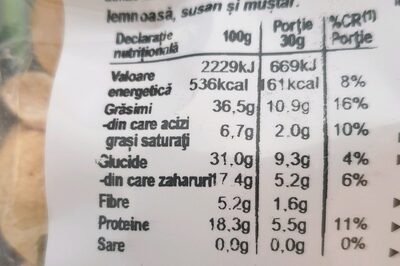 lemnoasă, susan și muștar.
Declarație nutrițională 100g Porție 30g %CR(1) Porție
Valoare energetică 2229kJ 536kcal 669kJ 161kcal 8%
Grăsimi 36,5g 10.9g 16%
-din care acizi grași saturați 6,7g 2.0g 10%
Glucide 31,0g 9,3g 4%
-din care zaharuri 17.4g 5.2g 6%
Fibre 5.2g 1,6g
Proteine 18.3g 5.5g 11%
Sare 0,0g 0,0g 0%